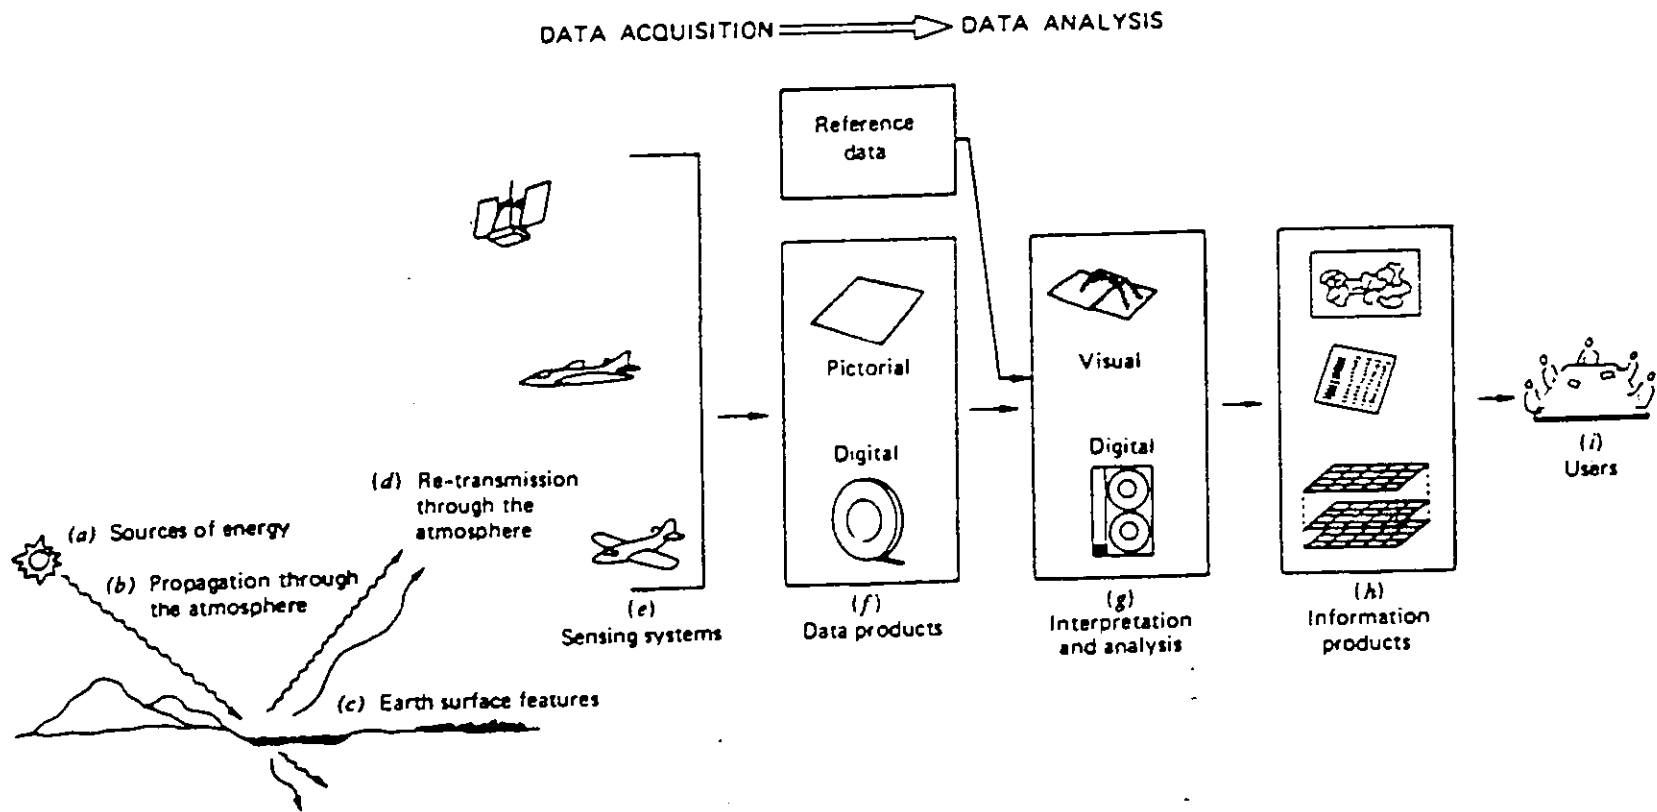 DATA ACQUISITION DATA ANALYSIS
Reference
data
Pictorial
Digital
Visual
Digital
(a) Sources of energy
(b) Propagation through
the atmosphere
(c) Earth surface features
(d) Re-transmission
through the
atmosphere
(e)
Sensing systems
(f)
Data products
(g)
Interpretation
and analysis
(h)
Information
products
(i)
Users